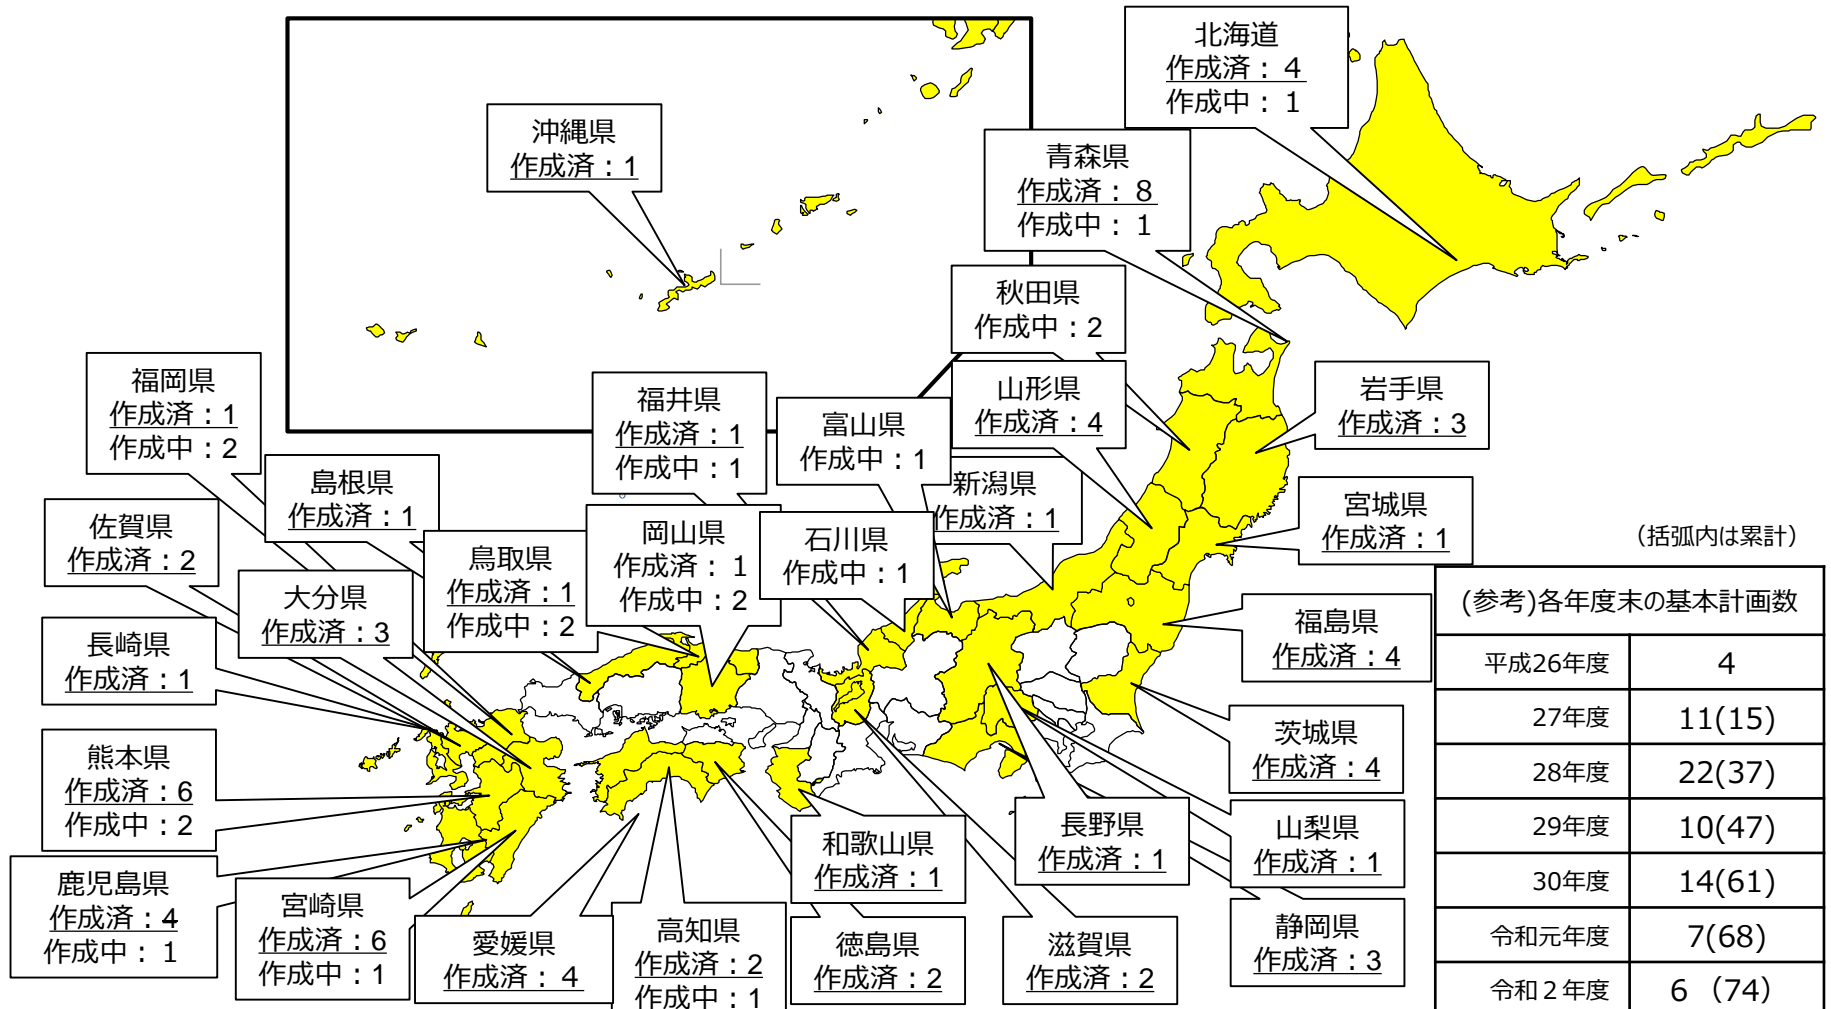 北海道
作成済：4
作成中：1
沖縄県
作成済：1
青森県
作成済：8
作成中：1
秋田県
作成中：2
山形県
作成済：4
岩手県
作成済：3
福岡県
作成済：1
作成中：2
福井県
作成済：1
作成中：1
富山県
作成中：1
新潟県
作成済：1
島根県
作成済：1
宮城県
作成済：1
佐賀県
作成済：2
鳥取県
作成済：1
作成中：2
岡山県
作成済：1
作成中：2
石川県
作成中：1
大分県
作成済：3
長崎県
作成済：1
福島県
作成済：4
茨城県
作成済：4
熊本県
作成済：6
作成中：2
和歌山県
作成済：1
長野県
作成済：1
山梨県
作成済：1
鹿児島県
作成済：4
作成中：1
宮崎県
作成済：6
作成中：1
愛媛県
作成済：4
高知県
作成済：2
作成中：1
徳島県
作成済：2
滋賀県
作成済：2
静岡県
作成済：3
（括弧内は累計）
(参考)各年度末の基本計画数
平成26年度 4
27年度 11(15)
28年度 22(37)
29年度 10(47)
30年度 14(61)
令和元年度 7(68)
令和２年度 6（74）